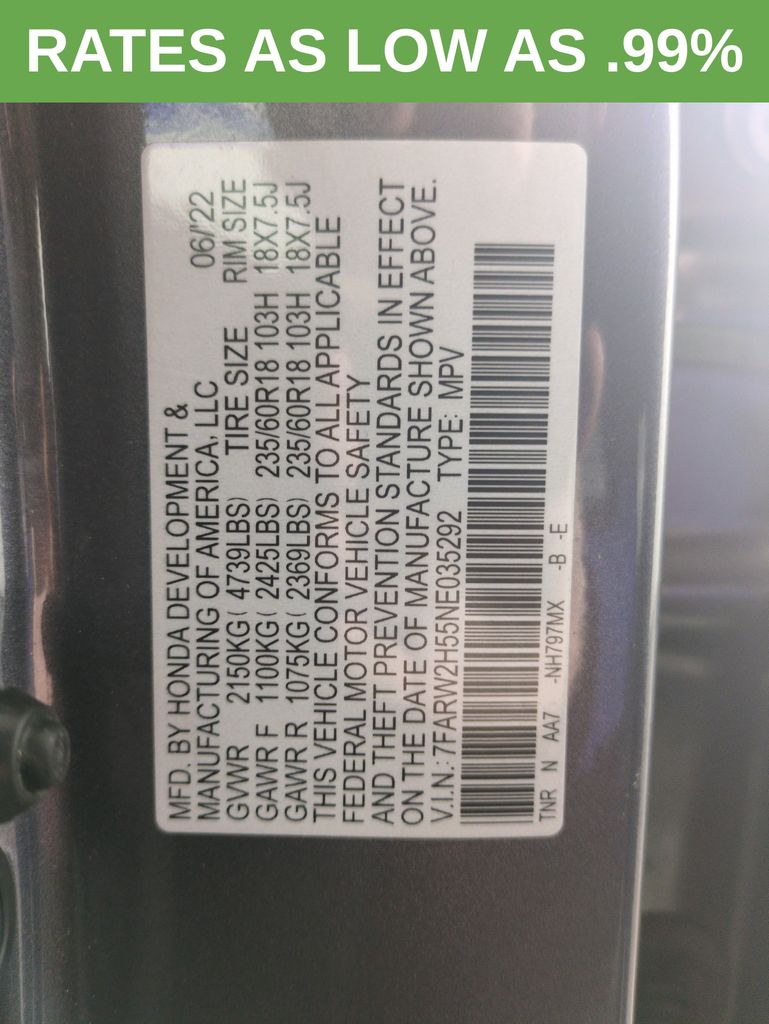 RATES AS LOW AS .99%
MFD. BY HONDA DEVELOPMENT &
MANUFACTURING OF AMERICA, LLC 06/'22
GVWR 2150KG( 4739LBS) TIRE SIZE RIM SIZE
GAWR F 1100KG( 2425LBS) 235/60R18 103H 18X7.5J
GAWR R 1075KG( 2369LBS) 235/60R18 103H 18X7.5J
THIS VEHICLE CONFORMS TO ALL APPLICABLE
FEDERAL MOTOR VEHICLE SAFETY
AND THEFT PREVENTION STANDARDS IN EFFECT
ON THE DATE OF MANUFACTURE SHOWN ABOVE.
V.I.N.: 7FARW2H55NE035292 TYPE: MPV
TNR N AA7 -NH797MX -B -E